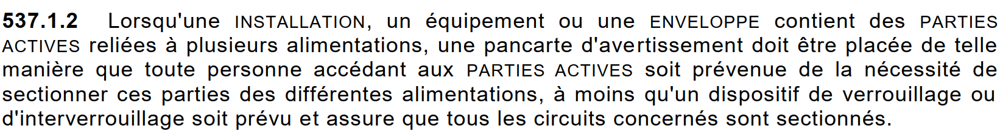 537.1.2 Lorsqu'une INSTALLATION, un équipement ou une ENVELOPPE contient des PARTIES
ACTIVES reliées à plusieurs alimentations, une pancarte d'avertissement doit être placée de telle
manière que toute personne accédant aux PARTIES ACTIVES soit prévenue de la nécessité de
sectionner ces parties des différentes alimentations, à moins qu'un dispositif de verrouillage ou
d'interverrouillage soit prévu et assure que tous les circuits concernés sont sectionnés.